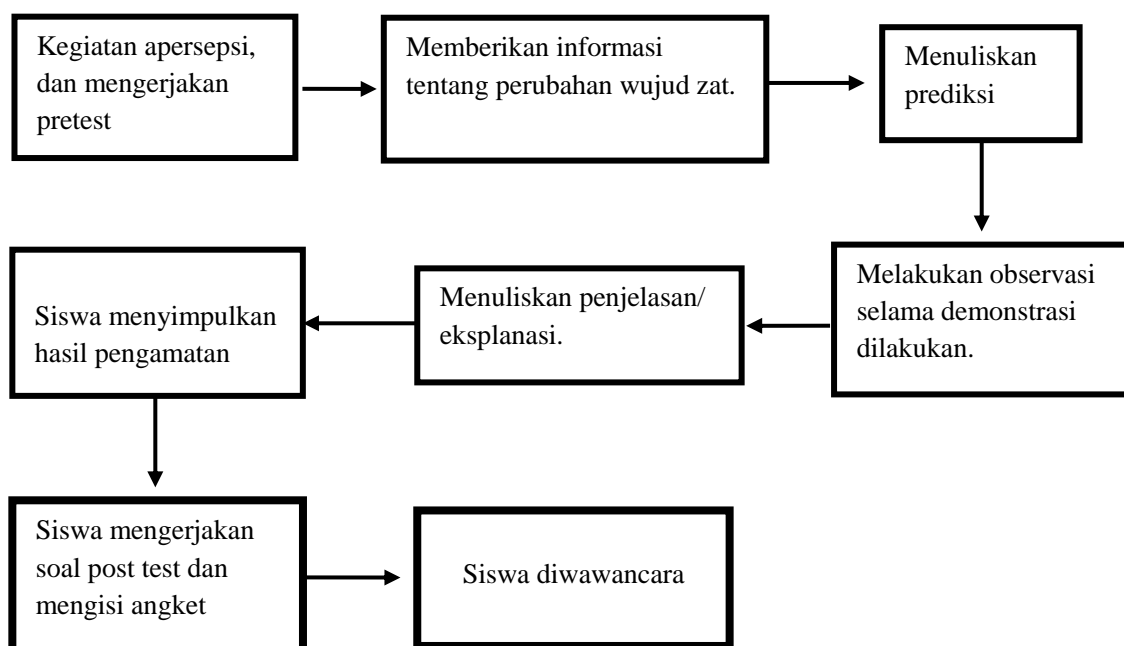 Kegiatan apersepsi,
dan mengerjakan
pretest
Memberikan informasi
tentang perubahan wujud zat.
Menuliskan
prediksi
Melakukan observasi
selama demonstrasi
dilakukan.
Menuliskan penjelasan/
eksplanasi.
Siswa menyimpulkan
hasil pengamatan
Siswa mengerjakan
soal post test dan
mengisi angket
Siswa diwawancara